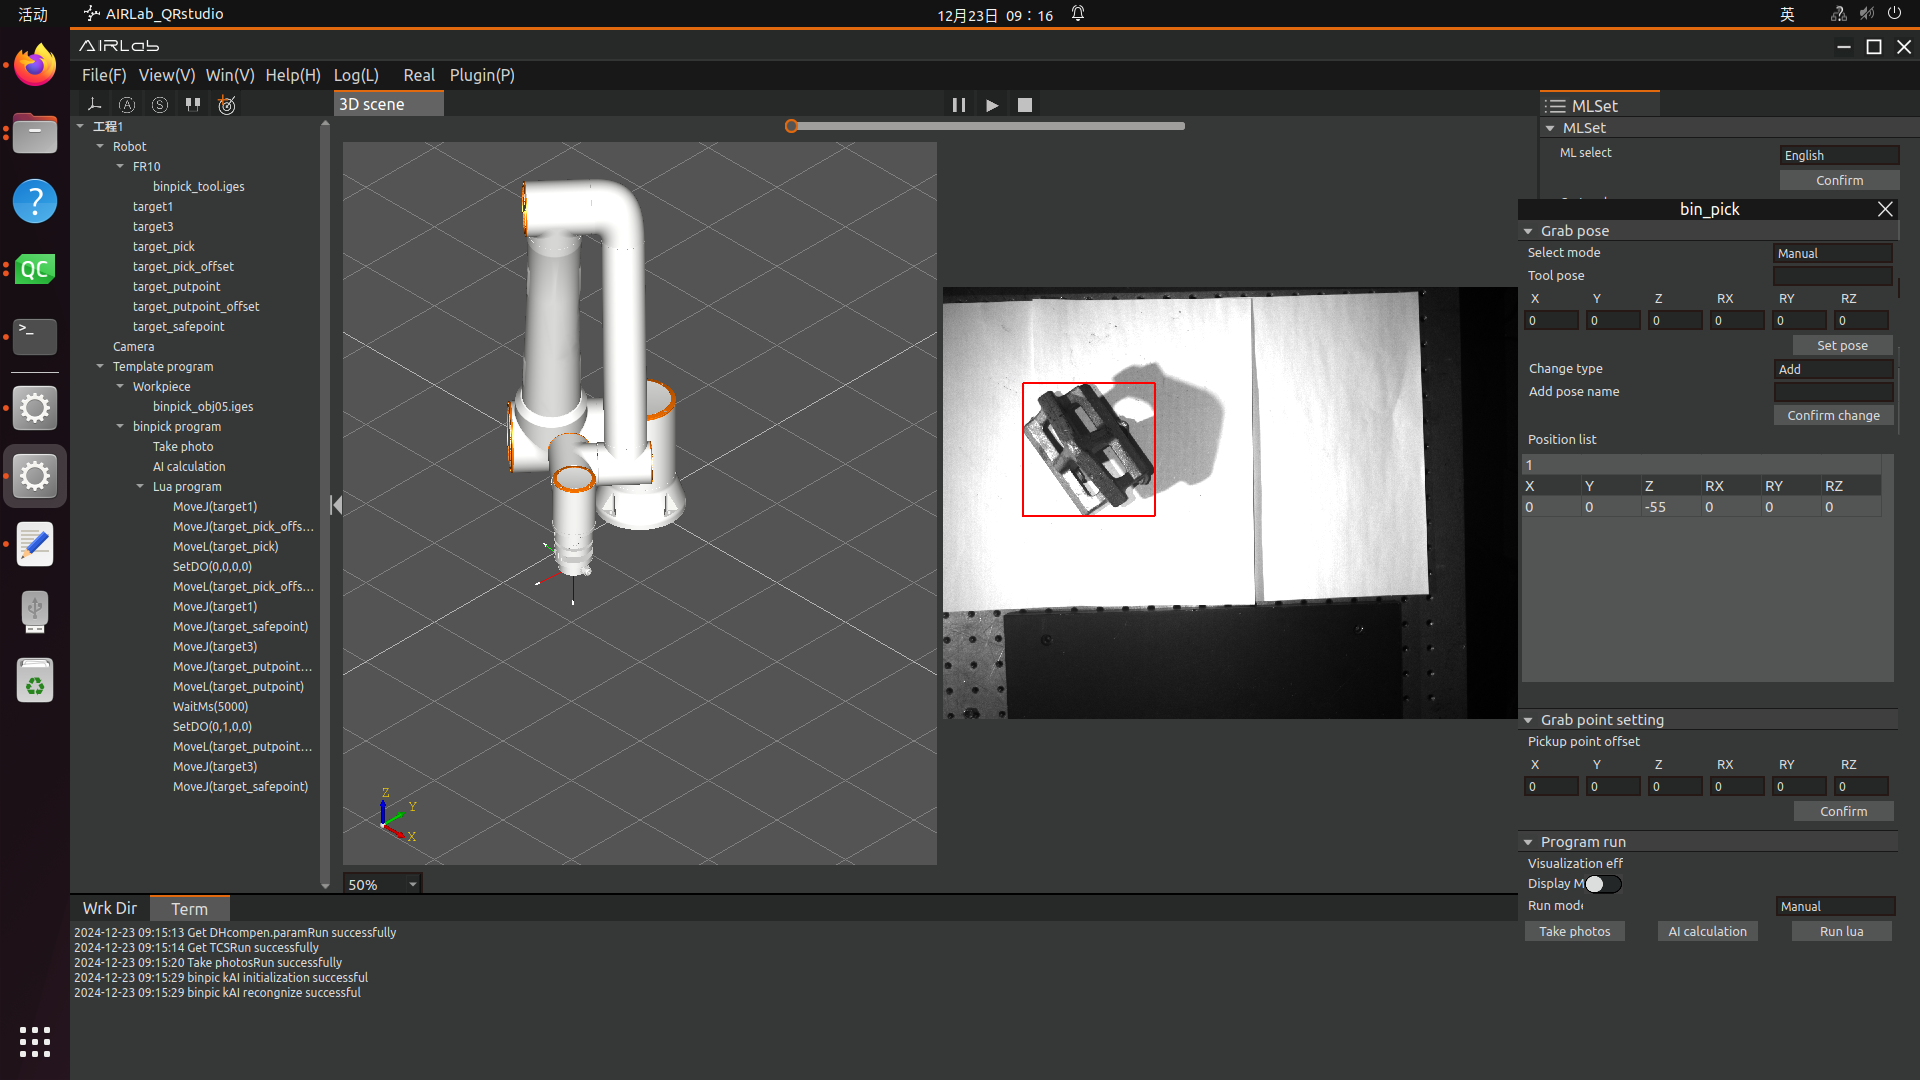 活动
AIRLab_QRstudio
12月23日 09：16
英
AIRLab
File(F) View(V) Win(V) Help(H) Log(L) Real Plugin(P)
3D scene
工程1
Robot
FR10
binpick_tool.iges
target1
target3
target_pick
target_pick_offset
target_putpoint
target_putpoint_offset
target_safepoint
Camera
Template program
Workpiece
binpick_obj05.iges
binpick program
Take photo
AI calculation
Lua program
MoveJ(target1)
MoveJ(target_pick_offs...
MoveL(target_pick)
SetDO(0,0,0,0)
MoveL(target_pick_offs...
MoveJ(target1)
MoveJ(target_safepoint)
MoveJ(target3)
MoveJ(target_putpoint...
MoveL(target_putpoint)
WaitMs(5000)
SetDO(0,1,0,0)
MoveL(target_putpoint...
MoveJ(target3)
MoveJ(target_safepoint)
Z
Y
X
50%
MLSet
MLSet
ML select English
Confirm
bin_pick
Grab pose
Select mode Manual
Tool pose
X Y Z RX RY RZ
0 0 0 0 0 0
Set pose
Change type Add
Add pose name
Confirm change
Position list
1
X Y Z RX RY RZ
0 0 -55 0 0 0
Grab point setting
Pickup point offset
X Y Z RX RY RZ
0 0 0 0 0 0
Confirm
Program run
Visualization eff
Display M
Run mode Manual
Take photos AI calculation Run lua
Wrk Dir Term
2024-12-23 09:15:13 Get DHcompen.paramRun successfully
2024-12-23 09:15:14 Get TCSRun successfully
2024-12-23 09:15:20 Take photosRun successfully
2024-12-23 09:15:29 binpic kAI initialization successful
2024-12-23 09:15:29 binpic kAI recongnize successful